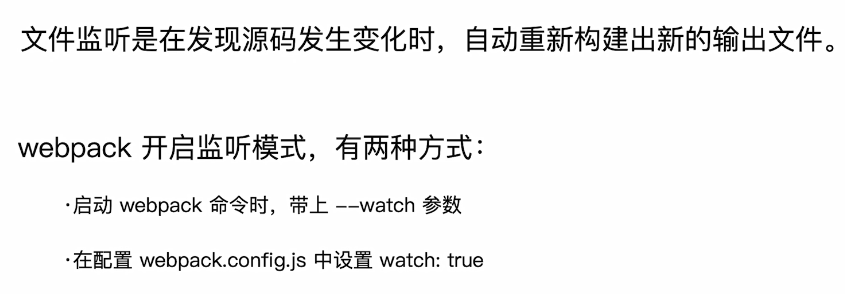 文件监听是在发现源码发生变化时，自动重新构建出新的输出文件。
webpack 开启监听模式，有两种方式：
·启动 webpack 命令时，带上 --watch 参数
·在配置 webpack.config.js 中设置 watch: true